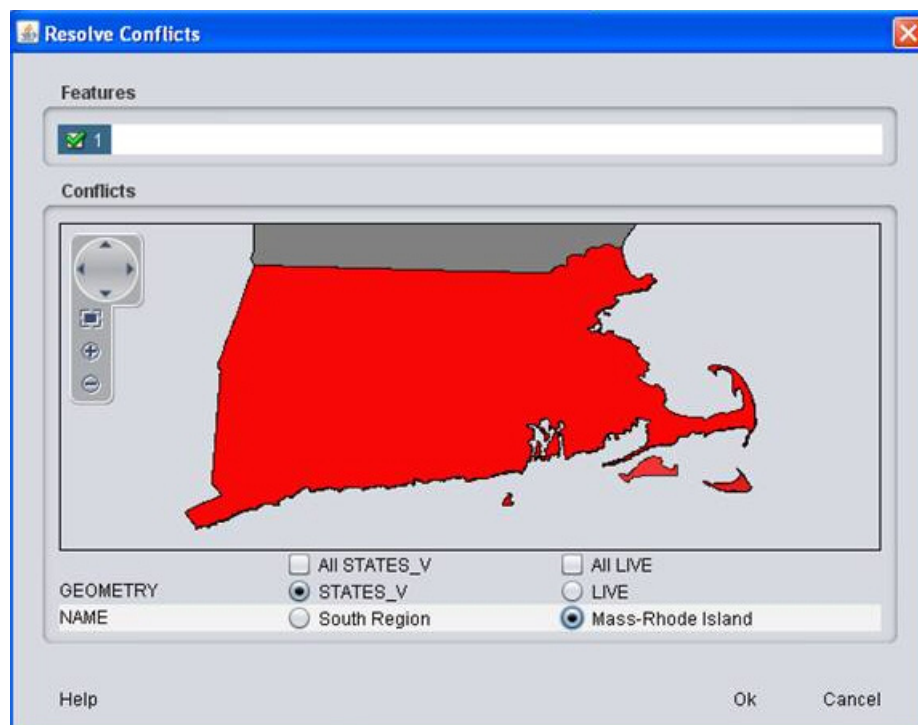 Resolve Conflicts
Features
1
Conflicts
All STATES_V All LIVE
GEOMETRY STATES_V LIVE
NAME South Region Mass-Rhode Island
Help Ok Cancel